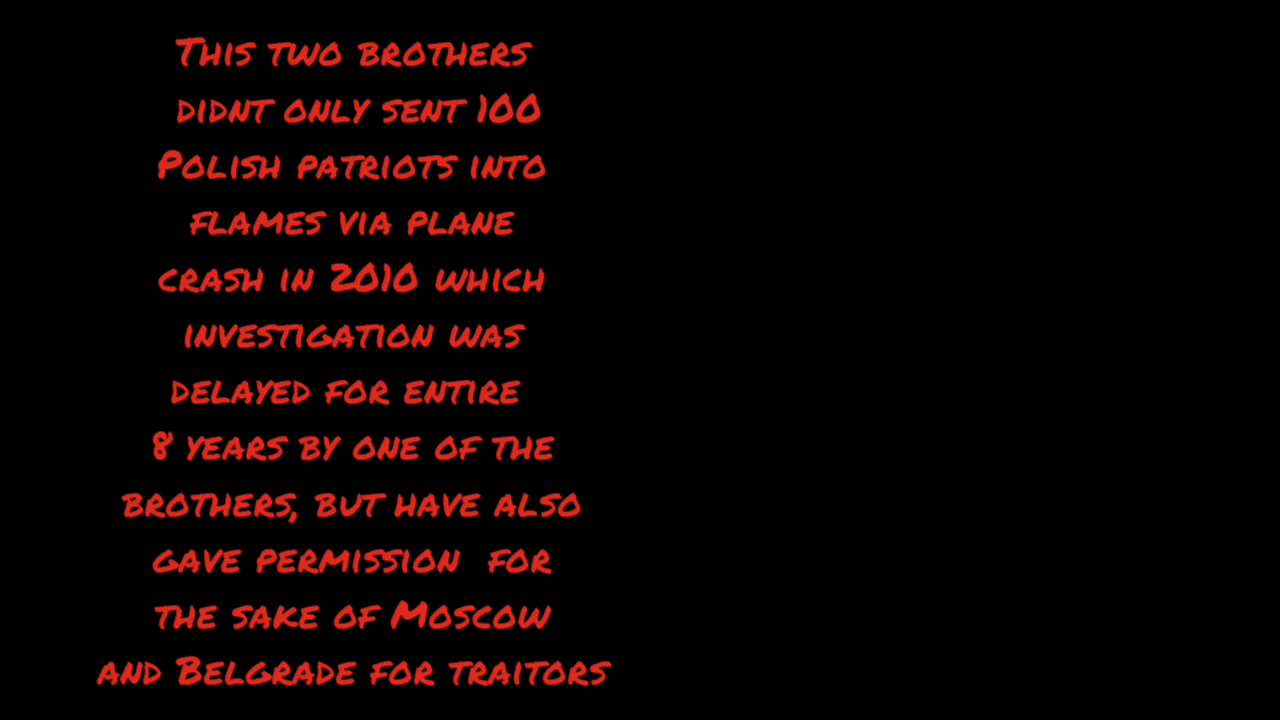 This two brothers
didnt only sent 100
Polish patriots into
flames via plane
crash in 2010 which
investigation was
delayed for entire
8 years by one of the
brothers, but have also
gave permission  for
the sake of Moscow
and Belgrade for traitors